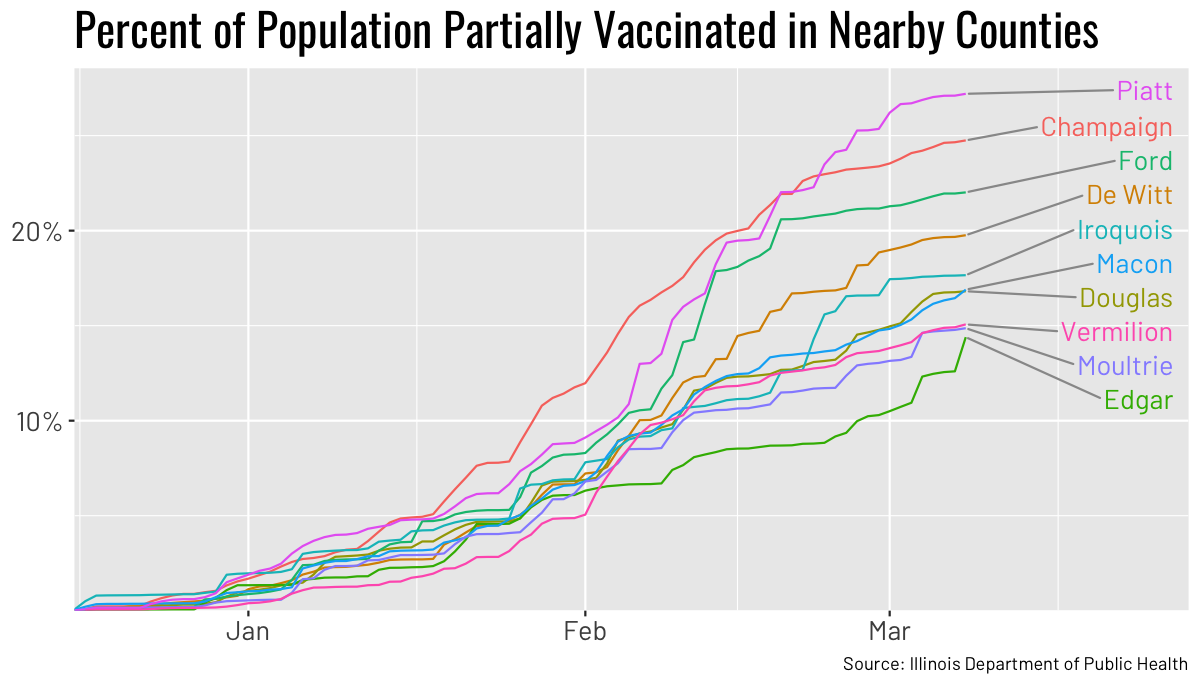 Percent of Population Partially Vaccinated in Nearby Counties
Piatt
Champaign
Ford
De Witt
20%
Iroquois
Macon
Douglas
Vermilion
Moultrie
Edgar
10%
Jan
Feb
Mar
Source: Illinois Department of Public Health